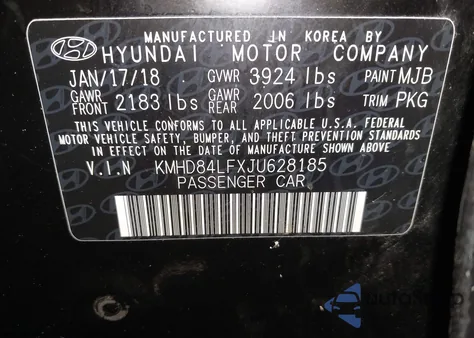 MANUFACTURED IN KOREA BY
HYUNDAI MOTOR COMPANY
JAN/17/18 GVWR 3924 lbs PAINT MJB
GAWR FRONT 2183 lbs GAWR REAR 2006 lbs TRIM PKG
THIS VEHICLE CONFORMS TO ALL APPLICABLE U.S.A. FEDERAL
MOTOR VEHICLE SAFETY, BUMPER, AND THEFT PREVENTION STANDARDS
IN EFFECT ON THE DATE OF MANUFACTURE SHOWN ABOVE
V.I.N KMHD84LFXJU628185
PASSENGER CAR